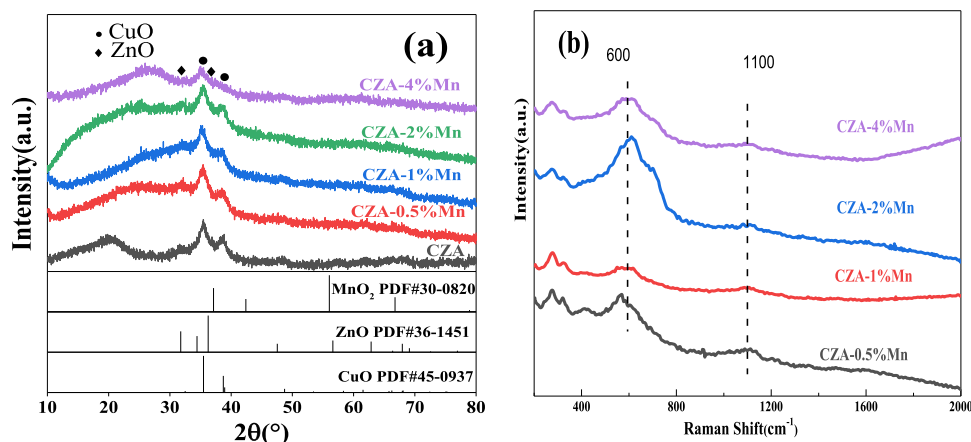 ● CuO
◆ ZnO
(a)
CZA-4%Mn
CZA-2%Mn
CZA-1%Mn
CZA-0.5%Mn
CZA
MnO₂ PDF#30-0820
ZnO PDF#36-1451
CuO PDF#45-0937
Intensity(a.u.)
10 20 30 40 50 60 70 80
2θ(°)
(b)
600
1100
CZA-4%Mn
CZA-2%Mn
CZA-1%Mn
CZA-0.5%Mn
Intensity(a.u.)
400 800 1200 1600 2000
Raman Shift(cm⁻¹)